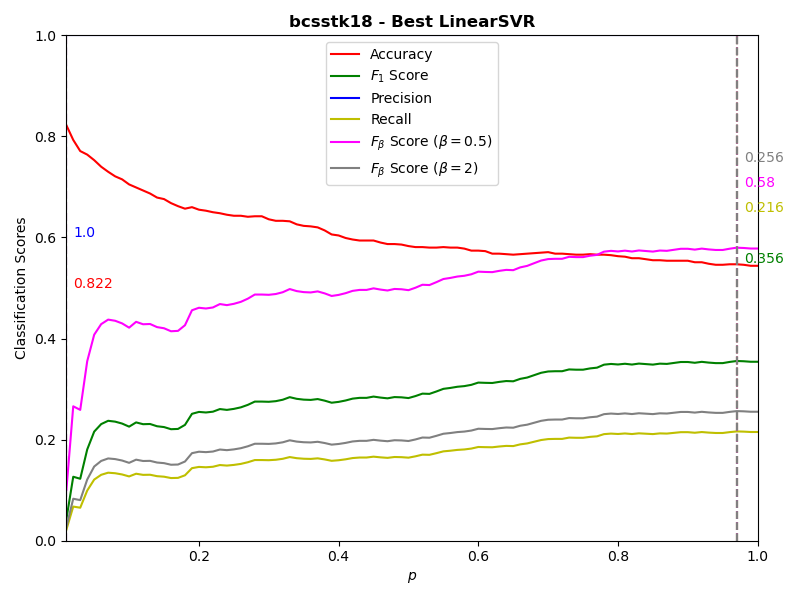 bcsstk18 - Best LinearSVR
1.0
0.8
0.6
0.4
0.2
0.0
Classification Scores
Accuracy
F₁ Score
Precision
Recall
Fᵦ Score (β = 0.5)
Fᵦ Score (β = 2)
1.0
0.822
0.256
0.58
0.216
0.356
0.2
0.4
0.6
0.8
1.0
p